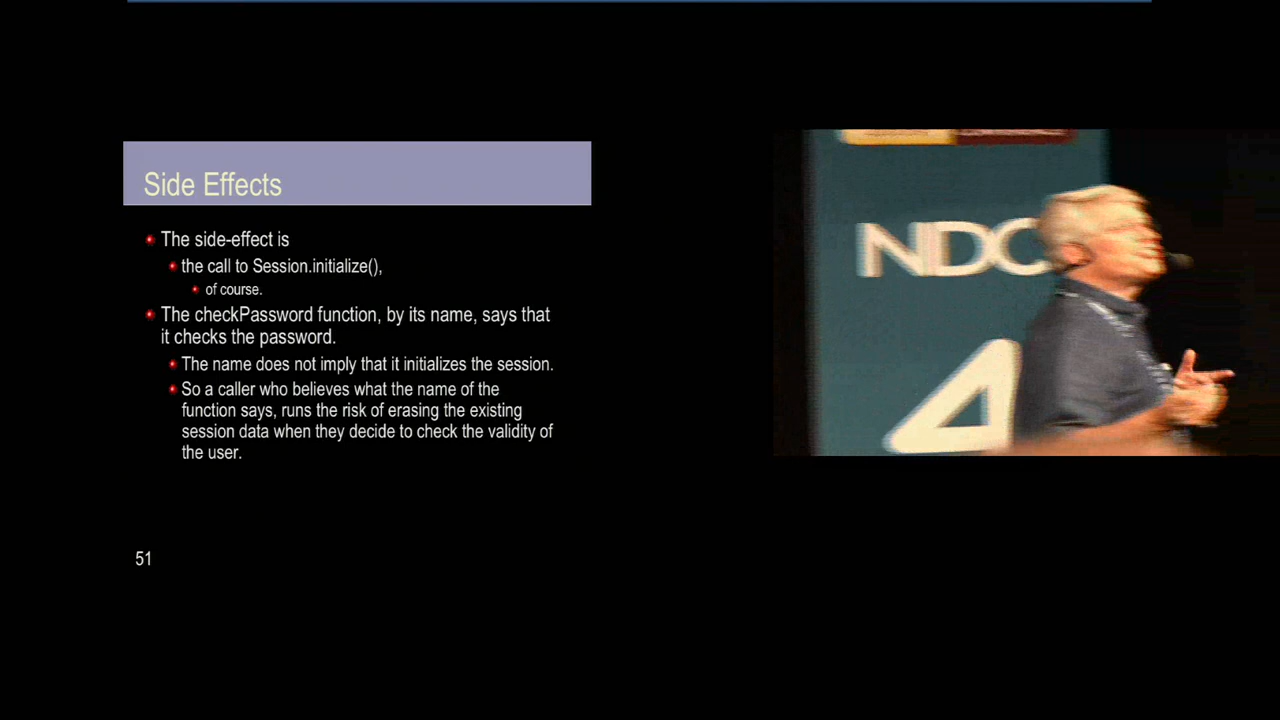 Side Effects
The side-effect is
the call to Session.initialize(),
of course.
The checkPassword function, by its name, says that
it checks the password.
The name does not imply that it initializes the session.
So a caller who believes what the name of the
function says, runs the risk of erasing the existing
session data when they decide to check the validity of
the user.
51
NDC
4